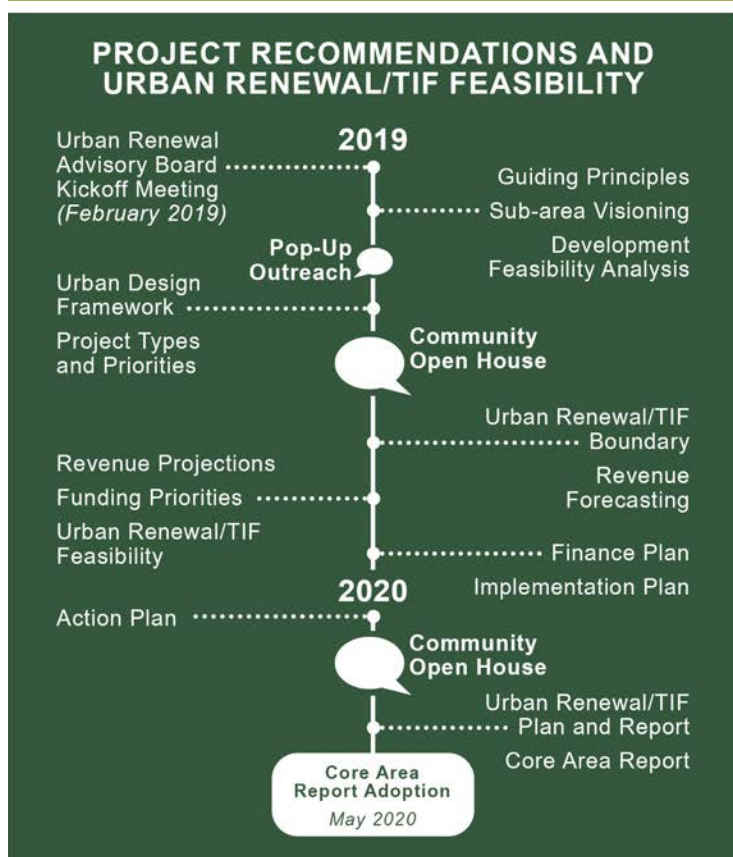 PROJECT RECOMMENDATIONS AND
URBAN RENEWAL/TIF FEASIBILITY
2019
Urban Renewal
Advisory Board
Kickoff Meeting
(February 2019)
Guiding Principles
Sub-area Visioning
Development
Feasibility Analysis
Pop-Up
Outreach
Urban Design
Framework
Project Types
and Priorities
Community
Open House
Urban Renewal/TIF
Boundary
Revenue
Forecasting
Revenue Projections
Funding Priorities
Urban Renewal/TIF
Feasibility
Finance Plan
Implementation Plan
2020
Action Plan
Community
Open House
Urban Renewal/TIF
Plan and Report
Core Area Report
Core Area
Report Adoption
May 2020